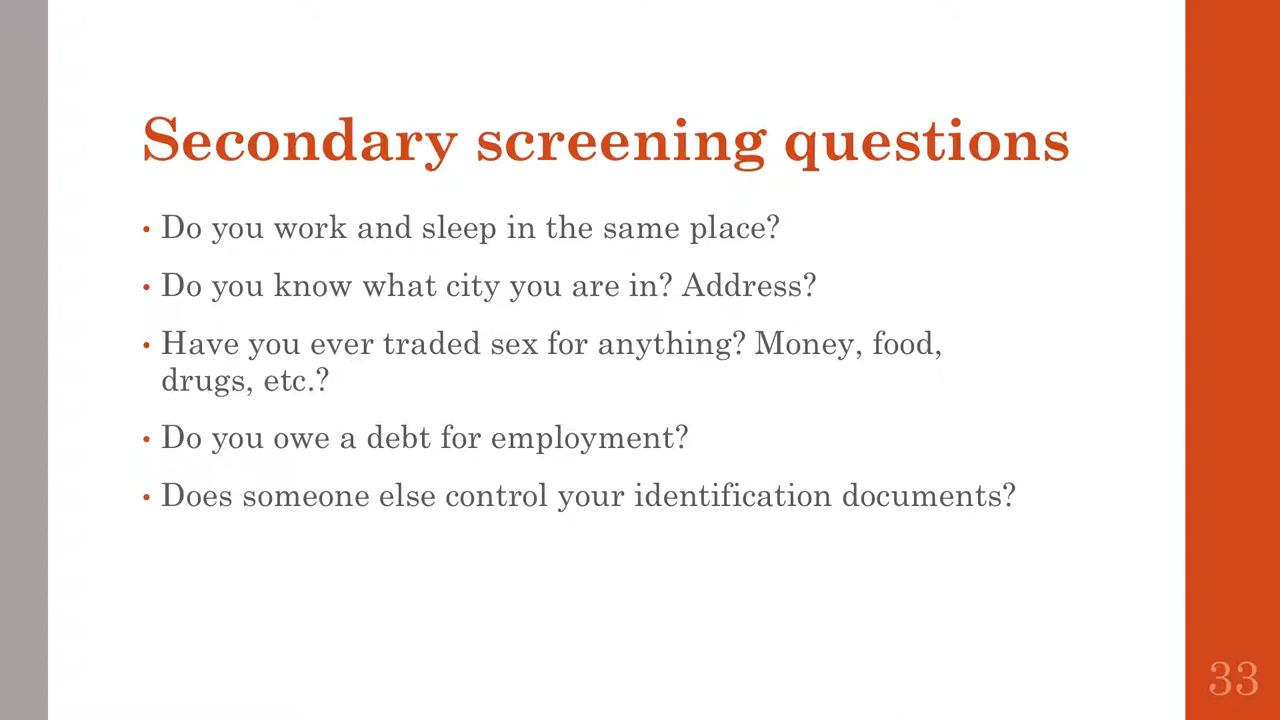 Secondary screening questions
• Do you work and sleep in the same place?
• Do you know what city you are in? Address?
• Have you ever traded sex for anything? Money, food,
drugs, etc.?
• Do you owe a debt for employment?
• Does someone else control your identification documents?
33